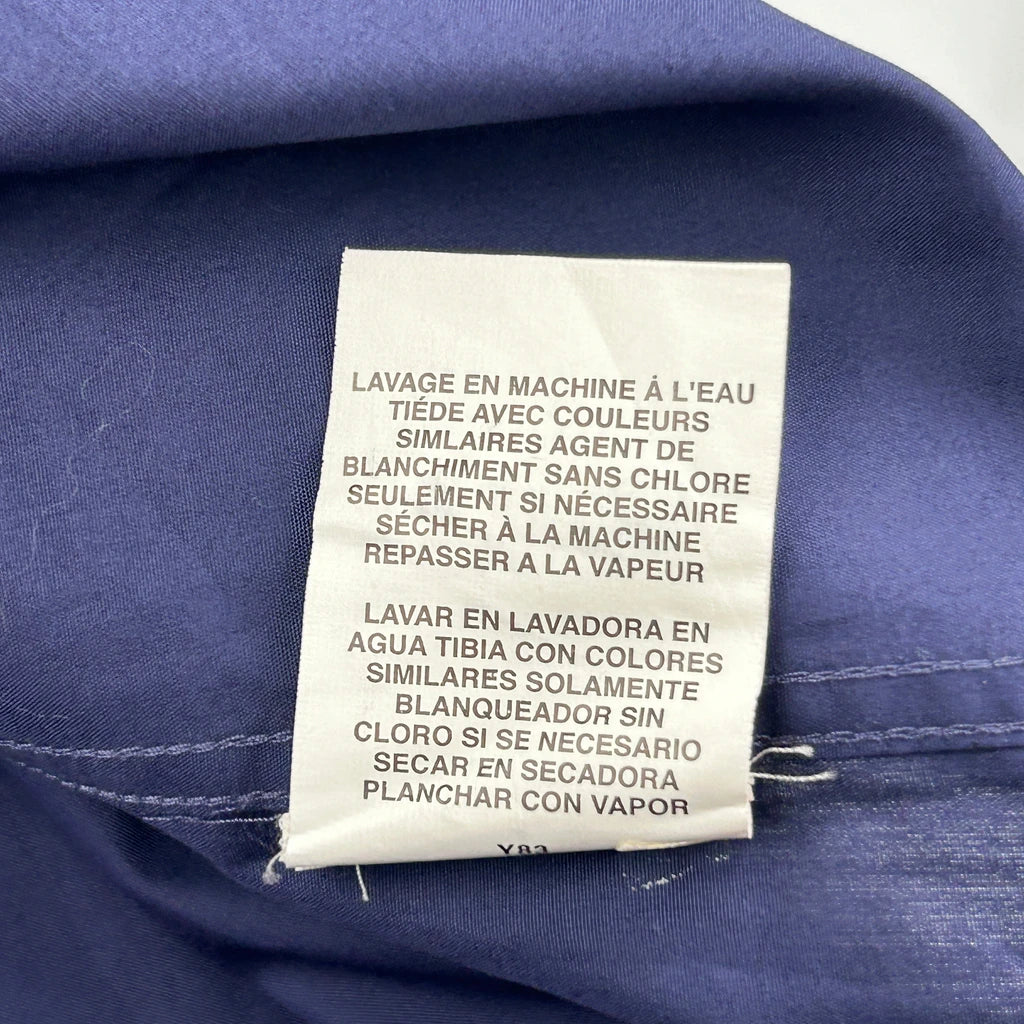 LAVAGE EN MACHINE Á L'EAU
TIÉDE AVEC COULEURS
SIMLAIRES AGENT DE
BLANCHIMENT SANS CHLORE
SEULEMENT SI NÉCESSAIRE
SÉCHER À LA MACHINE
REPASSER A LA VAPEUR
LAVAR EN LAVADORA EN
AGUA TIBIA CON COLORES
SIMILARES SOLAMENTE
BLANQUEADOR SIN
CLORO SI SE NECESARIO
SECAR EN SECADORA
PLANCHAR CON VAPOR